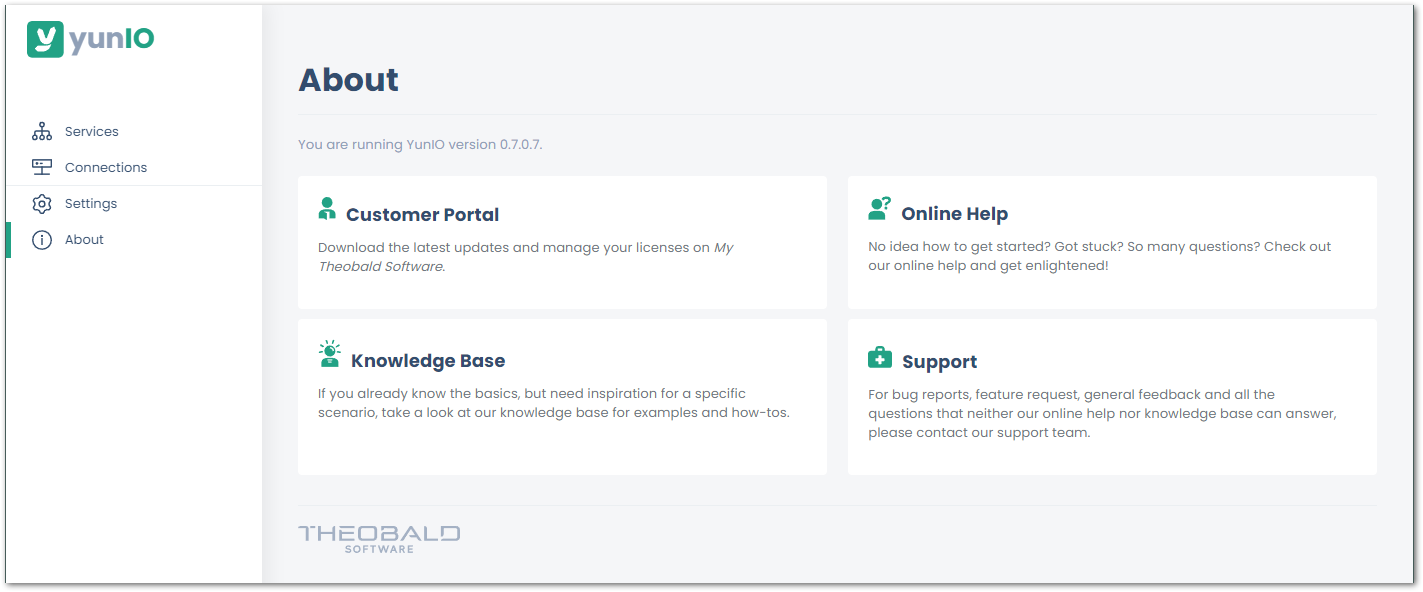 yunIO
Services
Connections
Settings
About
About
You are running YunIO version 0.7.0.7.
Customer Portal
Download the latest updates and manage your licenses on My
Theobald Software.
Online Help
No idea how to get started? Got stuck? So many questions? Check out
our online help and get enlightened!
Knowledge Base
If you already know the basics, but need inspiration for a specific
scenario, take a look at our knowledge base for examples and how-tos.
Support
For bug reports, feature request, general feedback and all the
questions that neither our online help nor knowledge base can answer,
please contact our support team.
THEOBALD
SOFTWARE